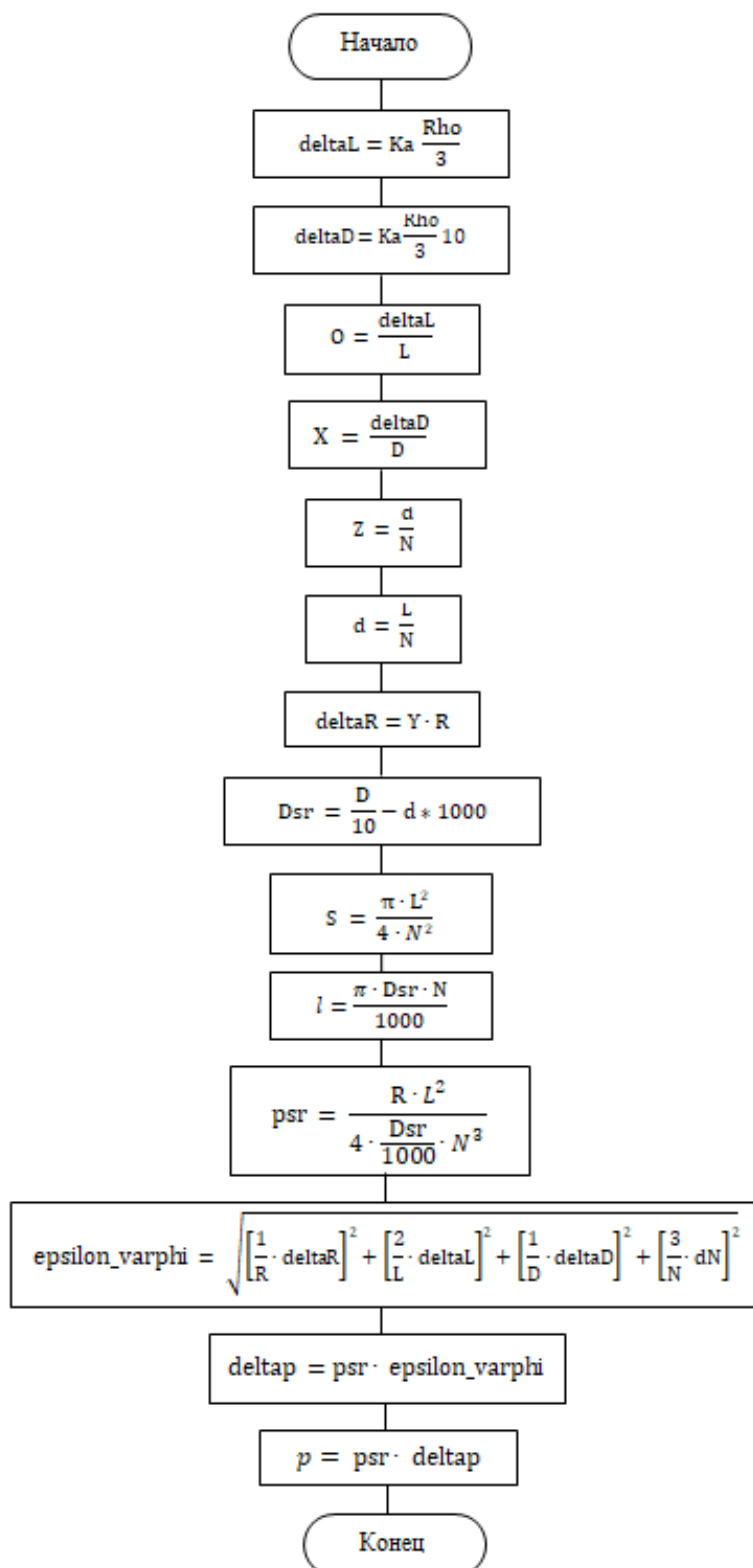 Начало
deltaL = Ka Rho/3
deltaD = Ka Rho/3 10
O = deltaL/L
X = deltaD/D
Z = d/N
d = L/N
deltaR = Y · R
Dsr = D/10 − d ∗ 1000
S = π · L²/4 · N²
l = π · Dsr · N/1000
psr = R · L²/4 · Dsr/1000 · N³
epsilon_varphi = √[1/R · deltaR]² + [2/L · deltaL]² + [1/D · deltaD]² + [3/N · dN]²
deltap = psr · epsilon_varphi
p = psr · deltap
Конец